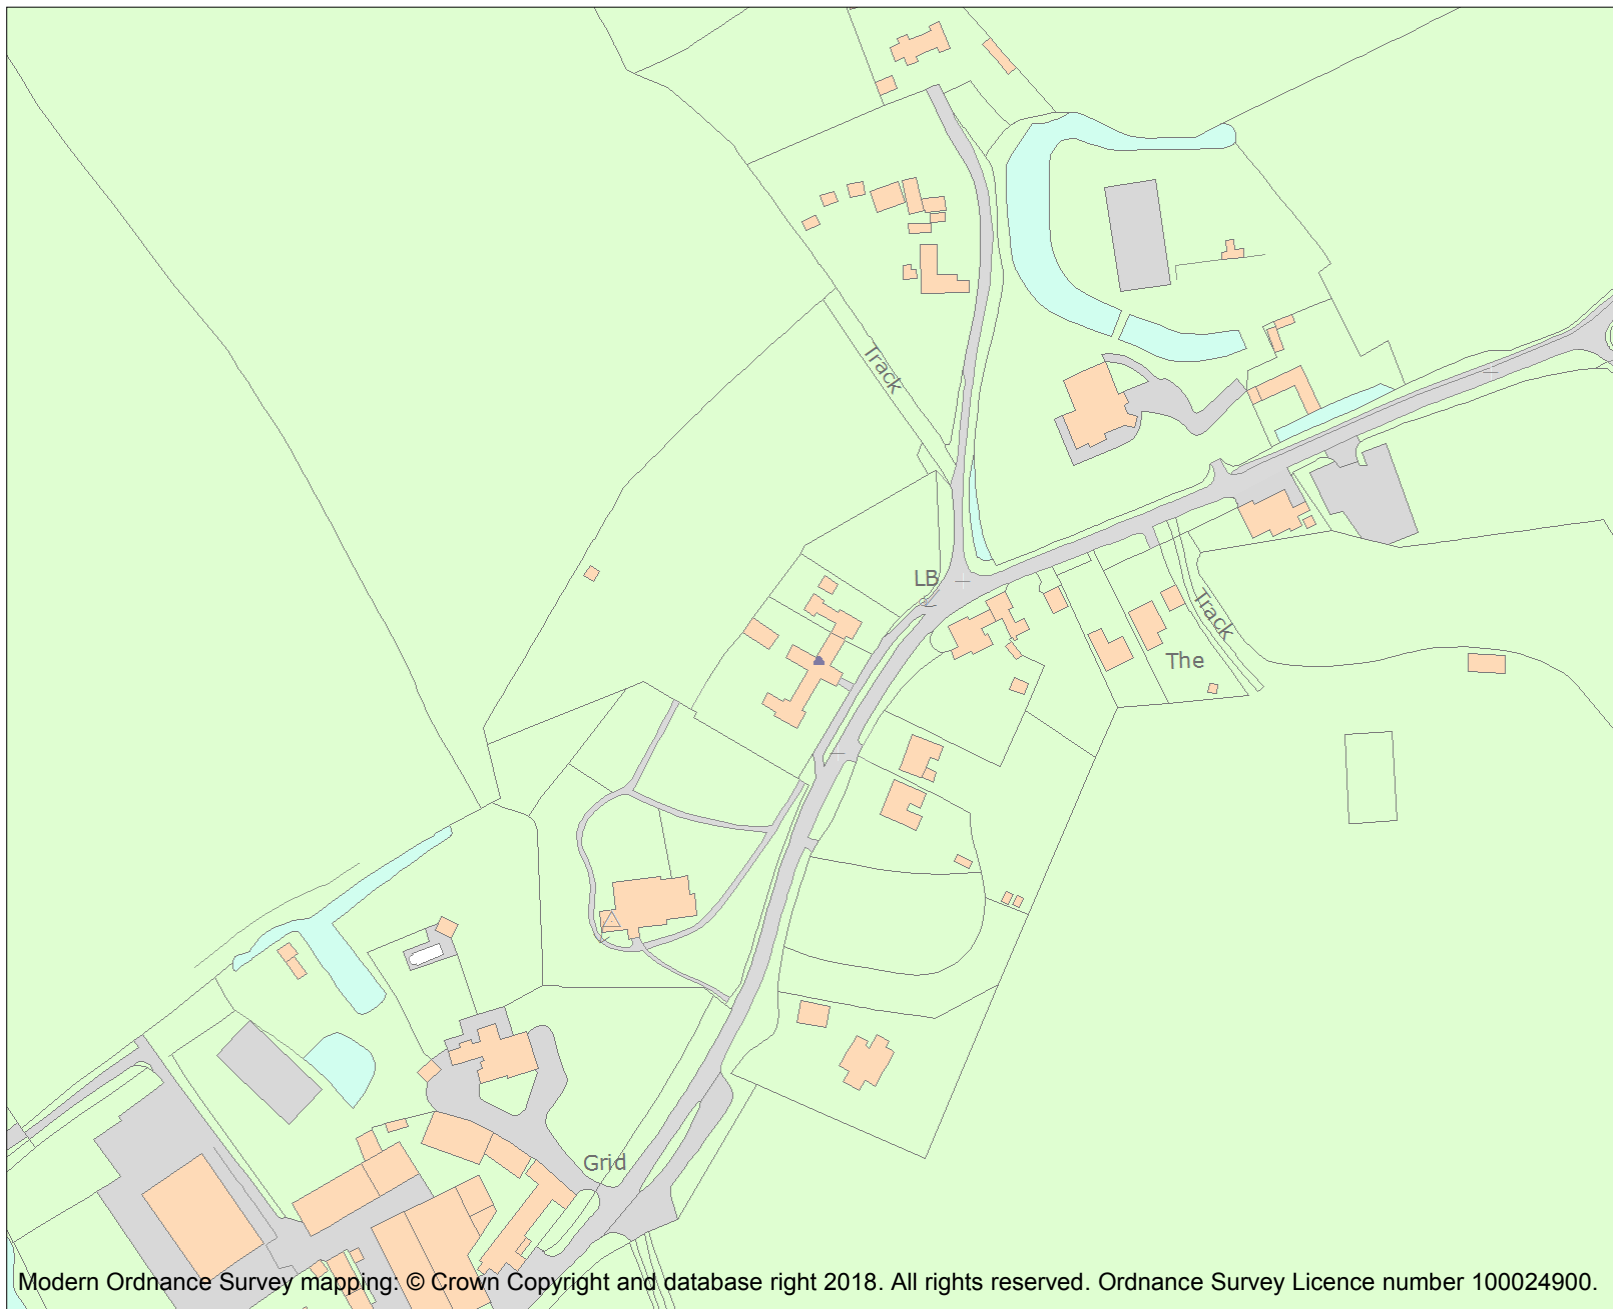 Track
LB
Track
The
Grid
Modern Ordnance Survey mapping: © Crown Copyright and database right 2018. All rights reserved. Ordnance Survey Licence number 100024900.